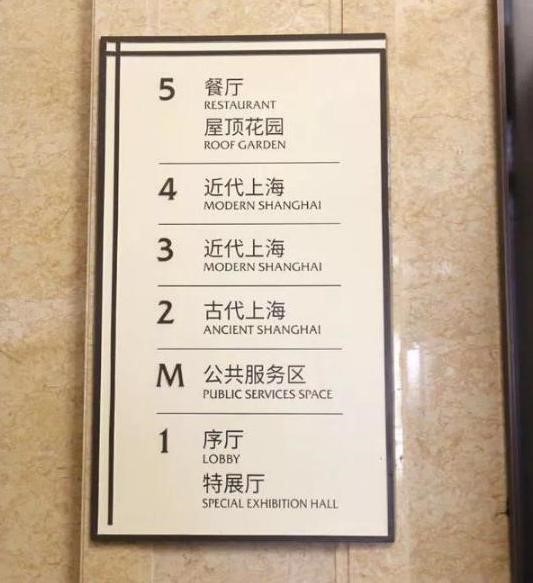 5 餐厅
RESTAURANT
屋顶花园
ROOF GARDEN
4 近代上海
MODERN SHANGHAI
3 近代上海
MODERN SHANGHAI
2 古代上海
ANCIENT SHANGHAI
M 公共服务区
PUBLIC SERVICES SPACE
1 序厅
LOBBY
特展厅
SPECIAL EXHIBITION HALL